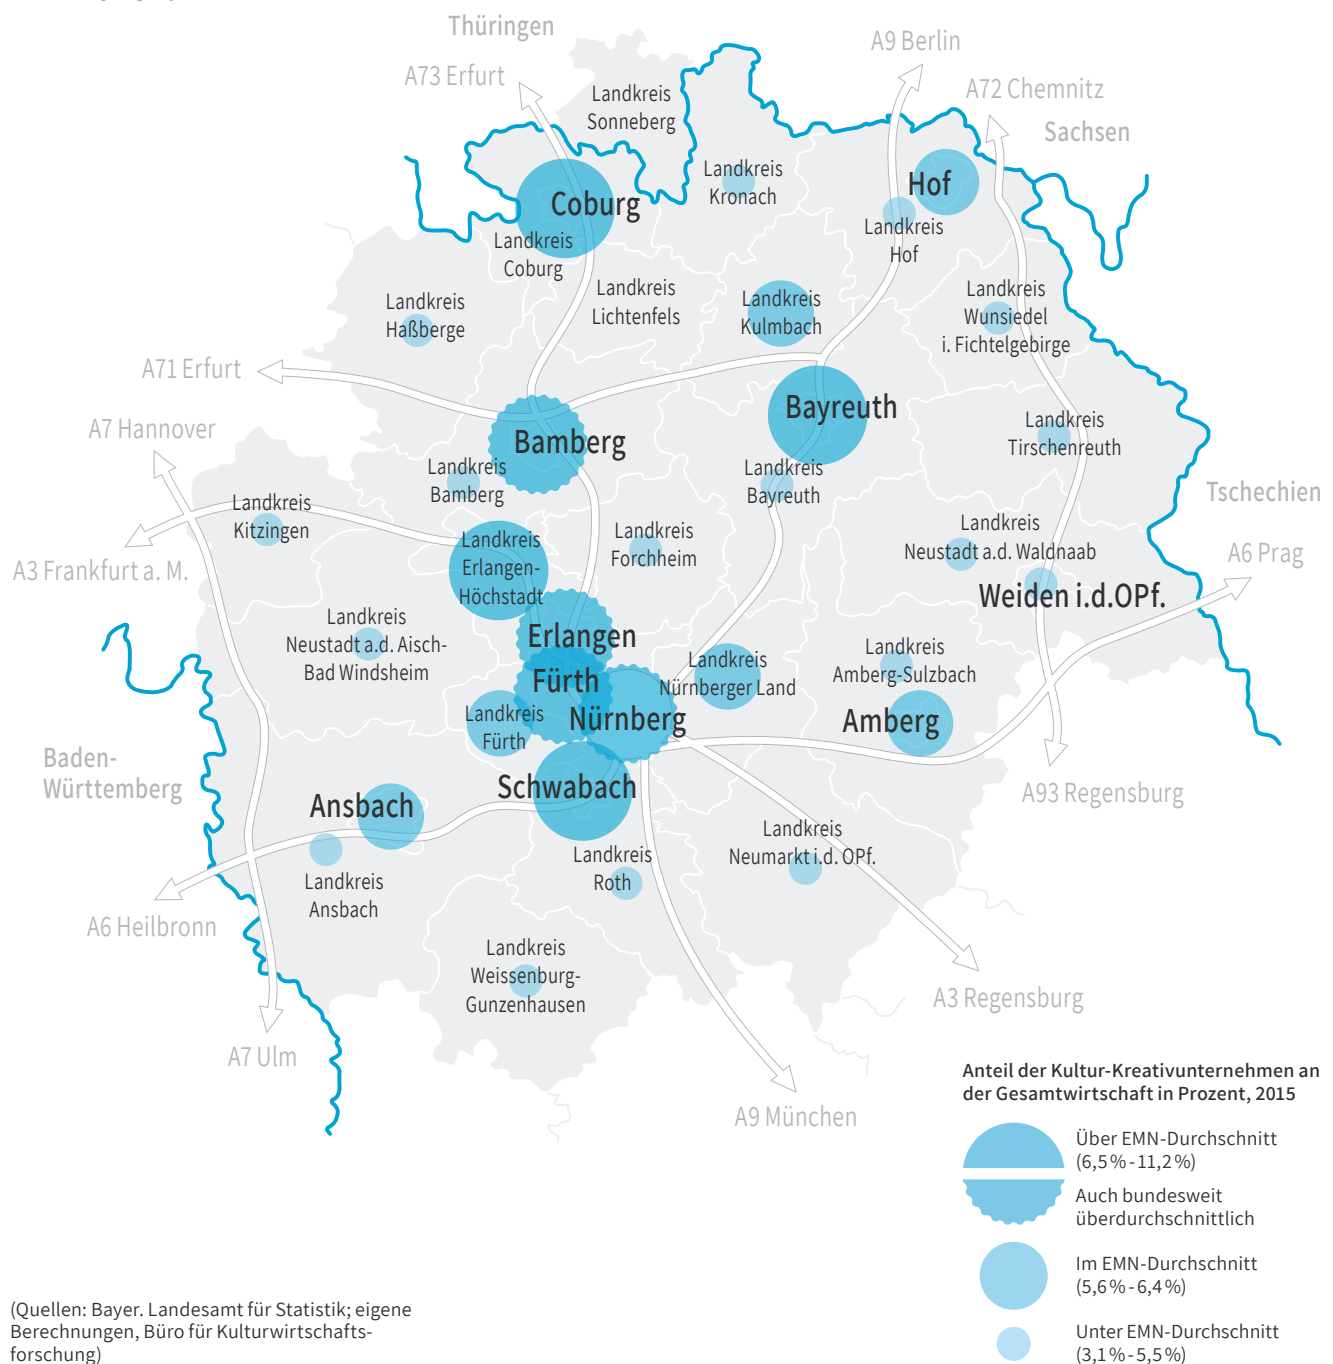 Thüringen
A9 Berlin
A73 Erfurt
A72 Chemnitz
Landkreis
Sonneberg
Sachsen
Landkreis
Kronach
Hof
Coburg
Landkreis
Hof
Landkreis
Coburg
Landkreis
Lichtenfels
Landkreis
Haßberge
Landkreis
Kulmbach
Landkreis
Wunsiedel
i. Fichtelgebirge
A71 Erfurt
A7 Hannover
Bayreuth
Bamberg
Landkreis
Tirschenreuth
Landkreis
Bamberg
Landkreis
Bayreuth
Tschechien
Landkreis
Kitzingen
Landkreis
Forchheim
Landkreis
Erlangen-
Höchstadt
Landkreis
Neustadt a.d. Waldnaab
A6 Prag
A3 Frankfurt a. M.
Weiden i.d.OPf.
Landkreis
Neustadt a.d. Aisch-
Bad Windsheim
Erlangen
Fürth
Landkreis
Nürnberger Land
Landkreis
Amberg-Sulzbach
Landkreis
Fürth
Nürnberg
Amberg
Baden-
Württemberg
Schwabach
Ansbach
A93 Regensburg
Landkreis
Neumarkt i.d. OPf.
Landkreis
Roth
Landkreis
Ansbach
A6 Heilbronn
Landkreis
Weissenburg-
Gunzenhausen
A3 Regensburg
A7 Ulm
A9 München
Anteil der Kultur-Kreativunternehmen an
der Gesamtwirtschaft in Prozent, 2015
Über EMN-Durchschnitt
(6,5 % - 11,2 %)
Auch bundesweit
überdurchschnittlich
Im EMN-Durchschnitt
(5,6 % - 6,4 %)
Unter EMN-Durchschnitt
(3,1 % - 5,5 %)
(Quellen: Bayer. Landesamt für Statistik; eigene
Berechnungen, Büro für Kulturwirtschafts-
forschung)